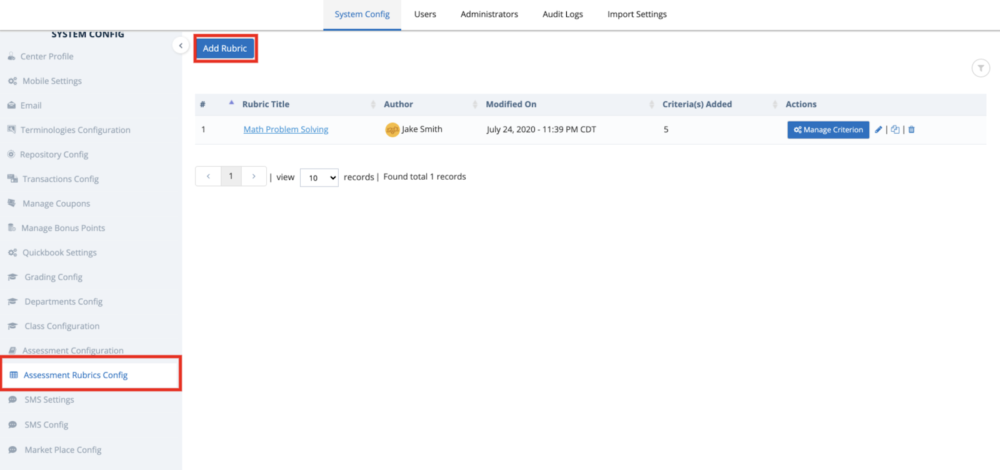 System Config Users Administrators Audit Logs Import Settings
SYSTEM CONFIG
Center Profile
Mobile Settings
Email
Terminologies Configuration
Repository Config
Transactions Config
Manage Coupons
Manage Bonus Points
Quickbook Settings
Grading Config
Departments Config
Class Configuration
Assessment Configuration
Assessment Rubrics Config
SMS Settings
SMS Config
Market Place Config
Add Rubric
# Rubric Title Author Modified On Criteria(s) Added Actions
1 Math Problem Solving Jake Smith July 24, 2020 - 11:39 PM CDT 5 Manage Criterion | |
1 | view 10 records | Found total 1 records